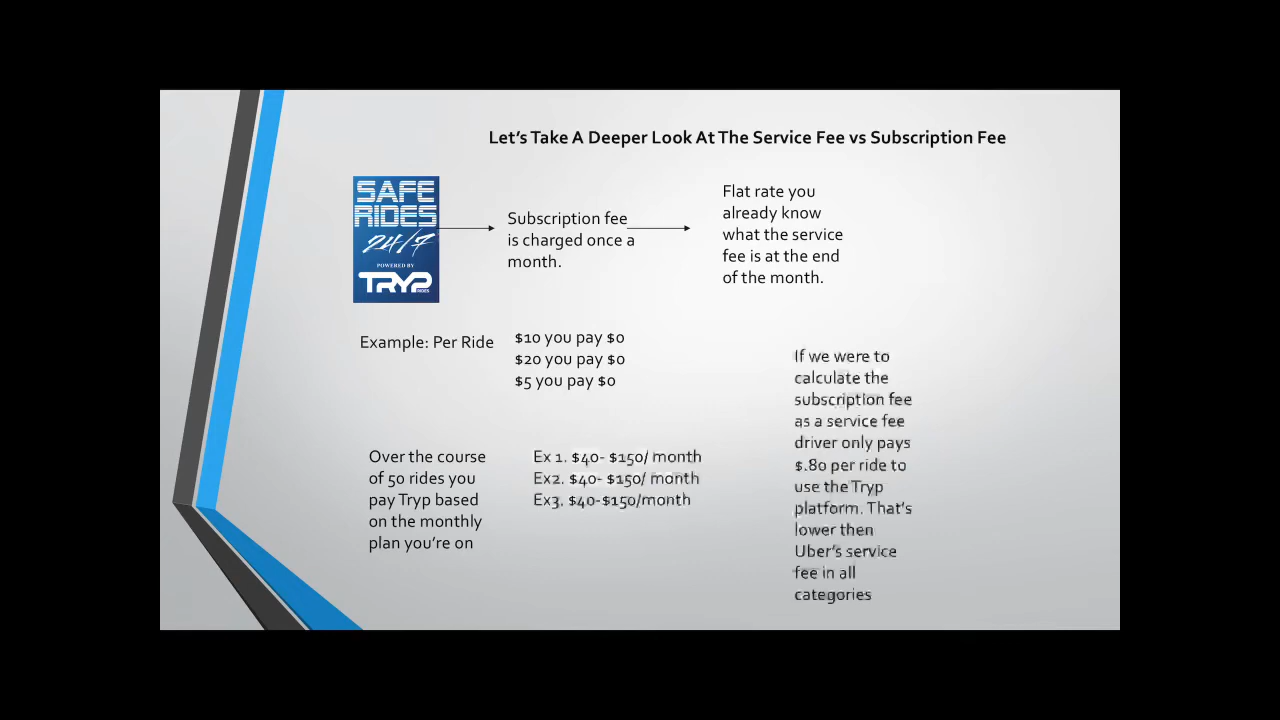 Let's Take A Deeper Look At The Service Fee vs Subscription Fee
SAFE
RIDES
24/7
POWERED BY
TRYP
RIDES
Subscription fee
is charged once a
month.
Flat rate you
already know
what the service
fee is at the end
of the month.
Example: Per Ride
$10 you pay $0
$20 you pay $0
$5 you pay $0
Over the course
of 50 rides you
pay Tryp based
on the monthly
plan you're on
Ex 1. $40- $150/ month
Ex2. $40- $150/ month
Ex3. $40-$150/month
If we were to
calculate the
subscription fee
as a service fee
driver only pays
$.80 per ride to
use the Tryp
platform. That's
lower then
Uber's service
fee in all
categories